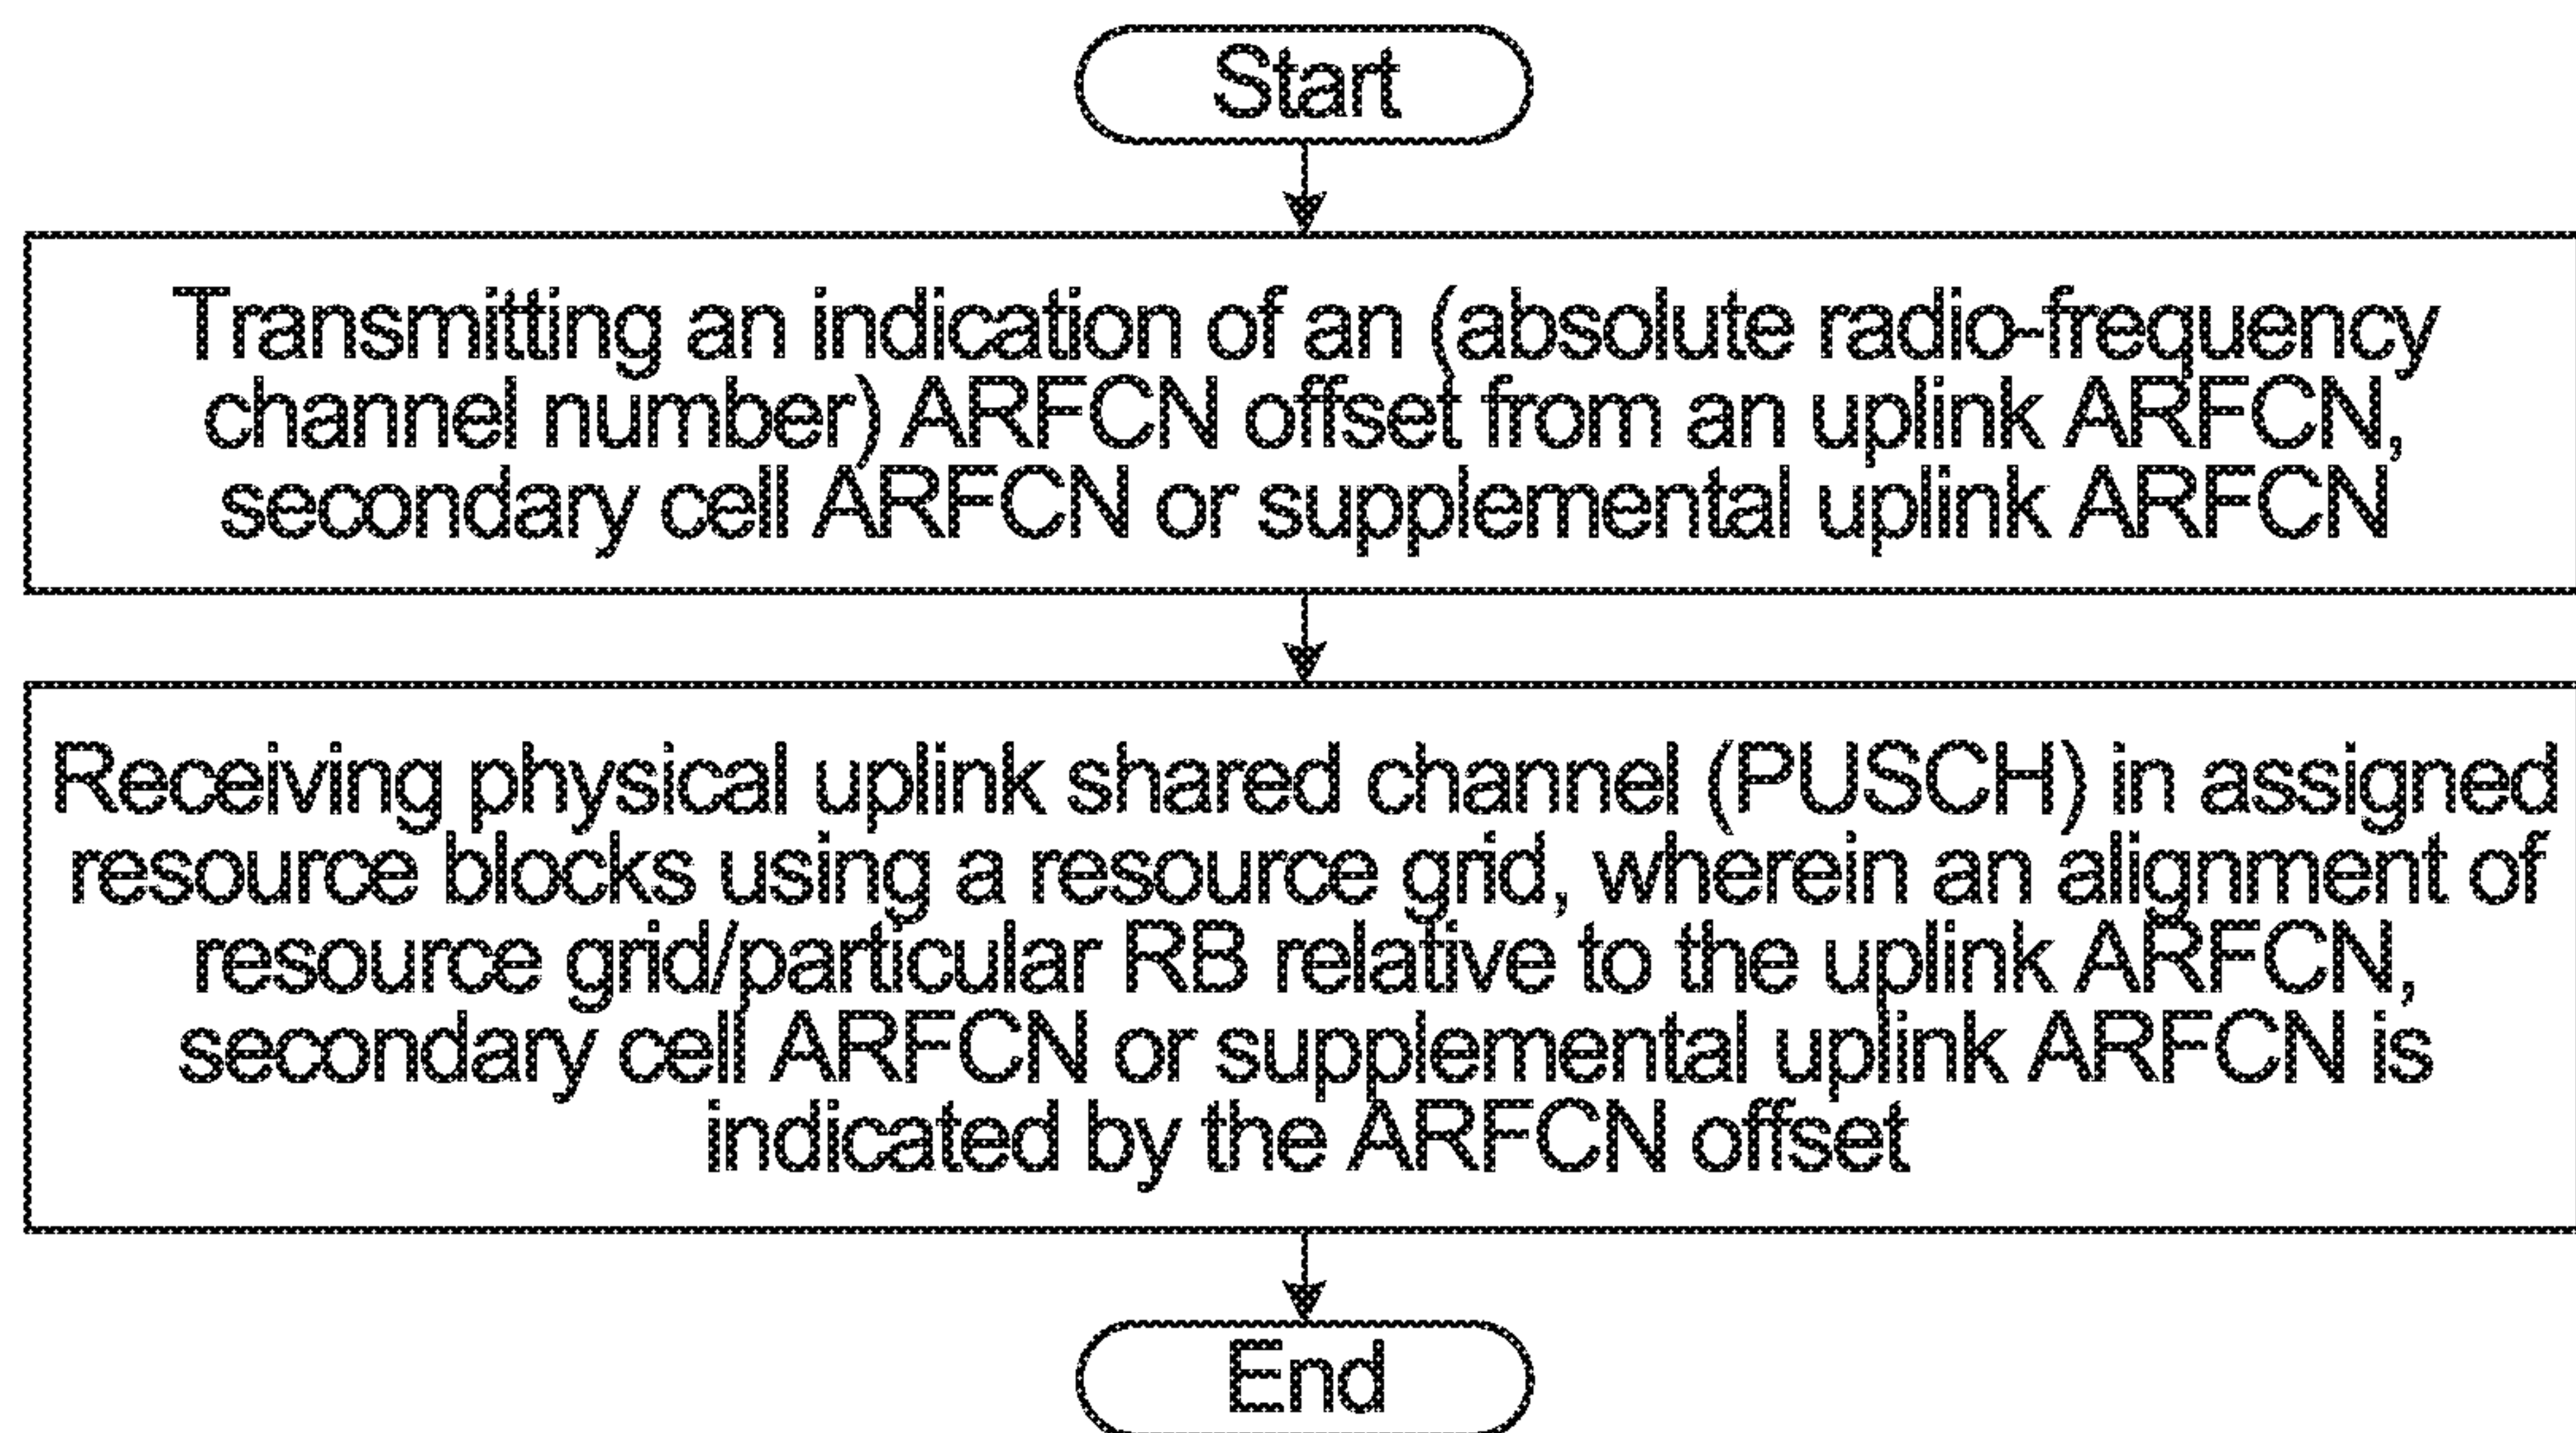 Start
Transmitting an indication of an (absolute radio-frequency
channel number) ARFCN offset from an uplink ARFCN,
secondary cell ARFCN or supplemental uplink ARFCN
Receiving physical uplink shared channel (PUSCH) in assigned
resource blocks using a resource grid, wherein an alignment of
resource grid/particular RB relative to the uplink ARFCN,
secondary cell ARFCN or supplemental uplink ARFCN is
indicated by the ARFCN offset
End